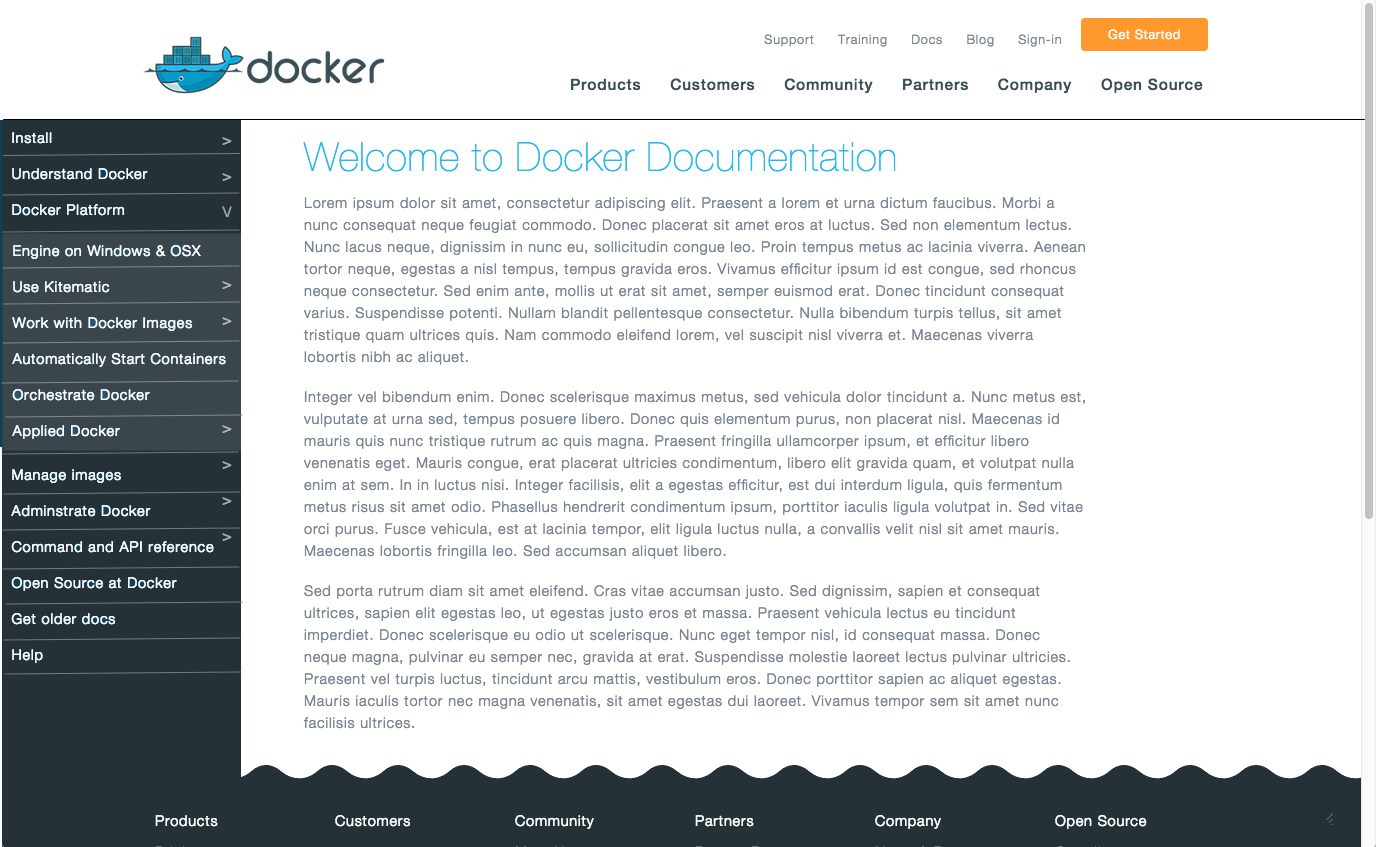 docker
Support Training Docs Blog Sign-in Get Started
Products Customers Community Partners Company Open Source
Install >
Understand Docker >
Docker Platform V
Engine on Windows & OSX
Use Kitematic >
Work with Docker Images >
Automatically Start Containers
Orchestrate Docker
Applied Docker >
Manage images >
Adminstrate Docker >
Command and API reference >
Open Source at Docker
Get older docs
Help
Welcome to Docker Documentation
Lorem ipsum dolor sit amet, consectetur adipiscing elit. Praesent a lorem et urna dictum faucibus. Morbi a
nunc consequat neque feugiat commodo. Donec placerat sit amet eros at luctus. Sed non elementum lectus.
Nunc lacus neque, dignissim in nunc eu, sollicitudin congue leo. Proin tempus metus ac lacinia viverra. Aenean
tortor neque, egestas a nisl tempus, tempus gravida eros. Vivamus efficitur ipsum id est congue, sed rhoncus
neque consectetur. Sed enim ante, mollis ut erat sit amet, semper euismod erat. Donec tincidunt consequat
varius. Suspendisse potenti. Nullam blandit pellentesque consectetur. Nulla bibendum turpis tellus, sit amet
tristique quam ultrices quis. Nam commodo eleifend lorem, vel suscipit nisl viverra et. Maecenas viverra
lobortis nibh ac aliquet.
Integer vel bibendum enim. Donec scelerisque maximus metus, sed vehicula dolor tincidunt a. Nunc metus est,
vulputate at urna sed, tempus posuere libero. Donec quis elementum purus, non placerat nisl. Maecenas id
mauris quis nunc tristique rutrum ac quis magna. Praesent fringilla ullamcorper ipsum, et efficitur libero
venenatis eget. Mauris congue, erat placerat ultricies condimentum, libero elit gravida quam, et volutpat nulla
enim at sem. In in luctus nisi. Integer facilisis, elit a egestas efficitur, est dui interdum ligula, quis fermentum
metus risus sit amet odio. Phasellus hendrerit condimentum ipsum, porttitor iaculis ligula volutpat in. Sed vitae
orci purus. Fusce vehicula, est at lacinia tempor, elit ligula luctus nulla, a convallis velit nisl sit amet mauris.
Maecenas lobortis fringilla leo. Sed accumsan aliquet libero.
Sed porta rutrum diam sit amet eleifend. Cras vitae accumsan justo. Sed dignissim, sapien et consequat
ultrices, sapien elit egestas leo, ut egestas justo eros et massa. Praesent vehicula lectus eu tincidunt
imperdiet. Donec scelerisque eu odio ut scelerisque. Nunc eget tempor nisl, id consequat massa. Donec
neque magna, pulvinar eu semper nec, gravida at erat. Suspendisse molestie laoreet lectus pulvinar ultricies.
Praesent vel turpis luctus, tincidunt arcu mattis, vestibulum eros. Donec porttitor sapien ac aliquet egestas.
Mauris iaculis tortor nec magna venenatis, sit amet egestas dui laoreet. Vivamus tempor sem sit amet nunc
facilisis ultrices.
Products Customers Community Partners Company Open Source